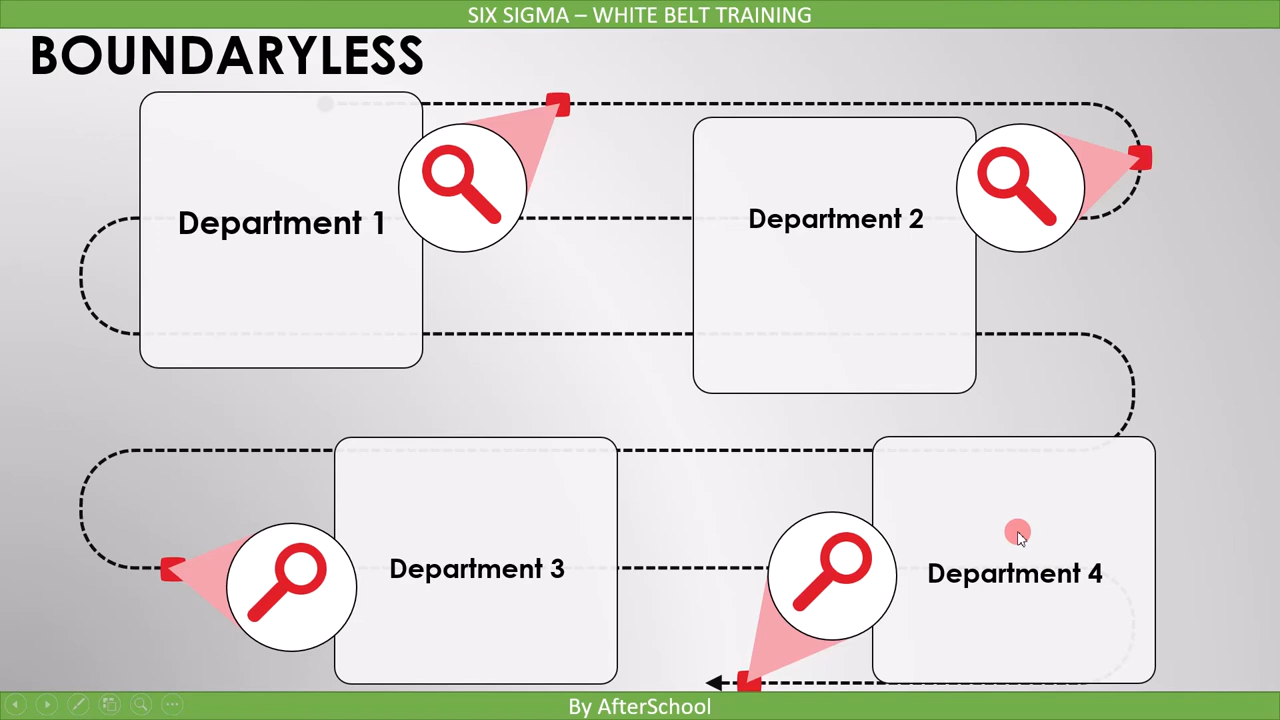 SIX SIGMA – WHITE BELT TRAINING
BOUNDARYLESS
Department 1
Department 2
Department 3
Department 4
By AfterSchool